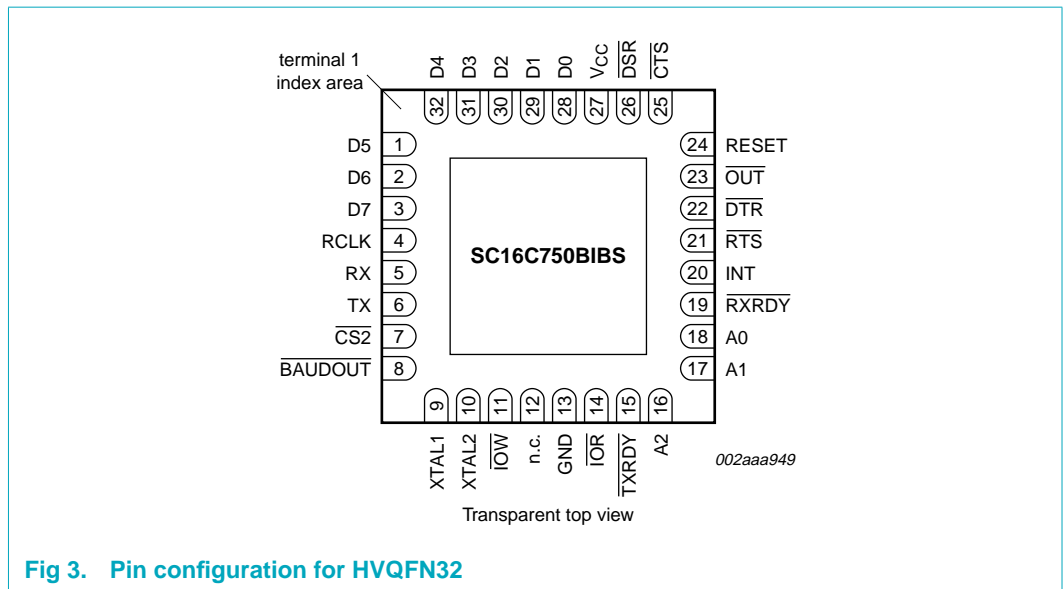 terminal 1
index area
D4
D3
D2
D1
D0
VCC
DSR
CTS
32
31
30
29
28
27
26
25
D5 1
D6 2
D7 3
RCLK 4
RX 5
TX 6
CS2 7
BAUDOUT 8
SC16C750BIBS
24 RESET
23 OUT
22 DTR
21 RTS
20 INT
19 RXRDY
18 A0
17 A1
9
10
11
12
13
14
15
16
XTAL1
XTAL2
IOW
n.c.
GND
IOR
TXRDY
A2
002aaa949
Transparent top view
Fig 3. Pin configuration for HVQFN32